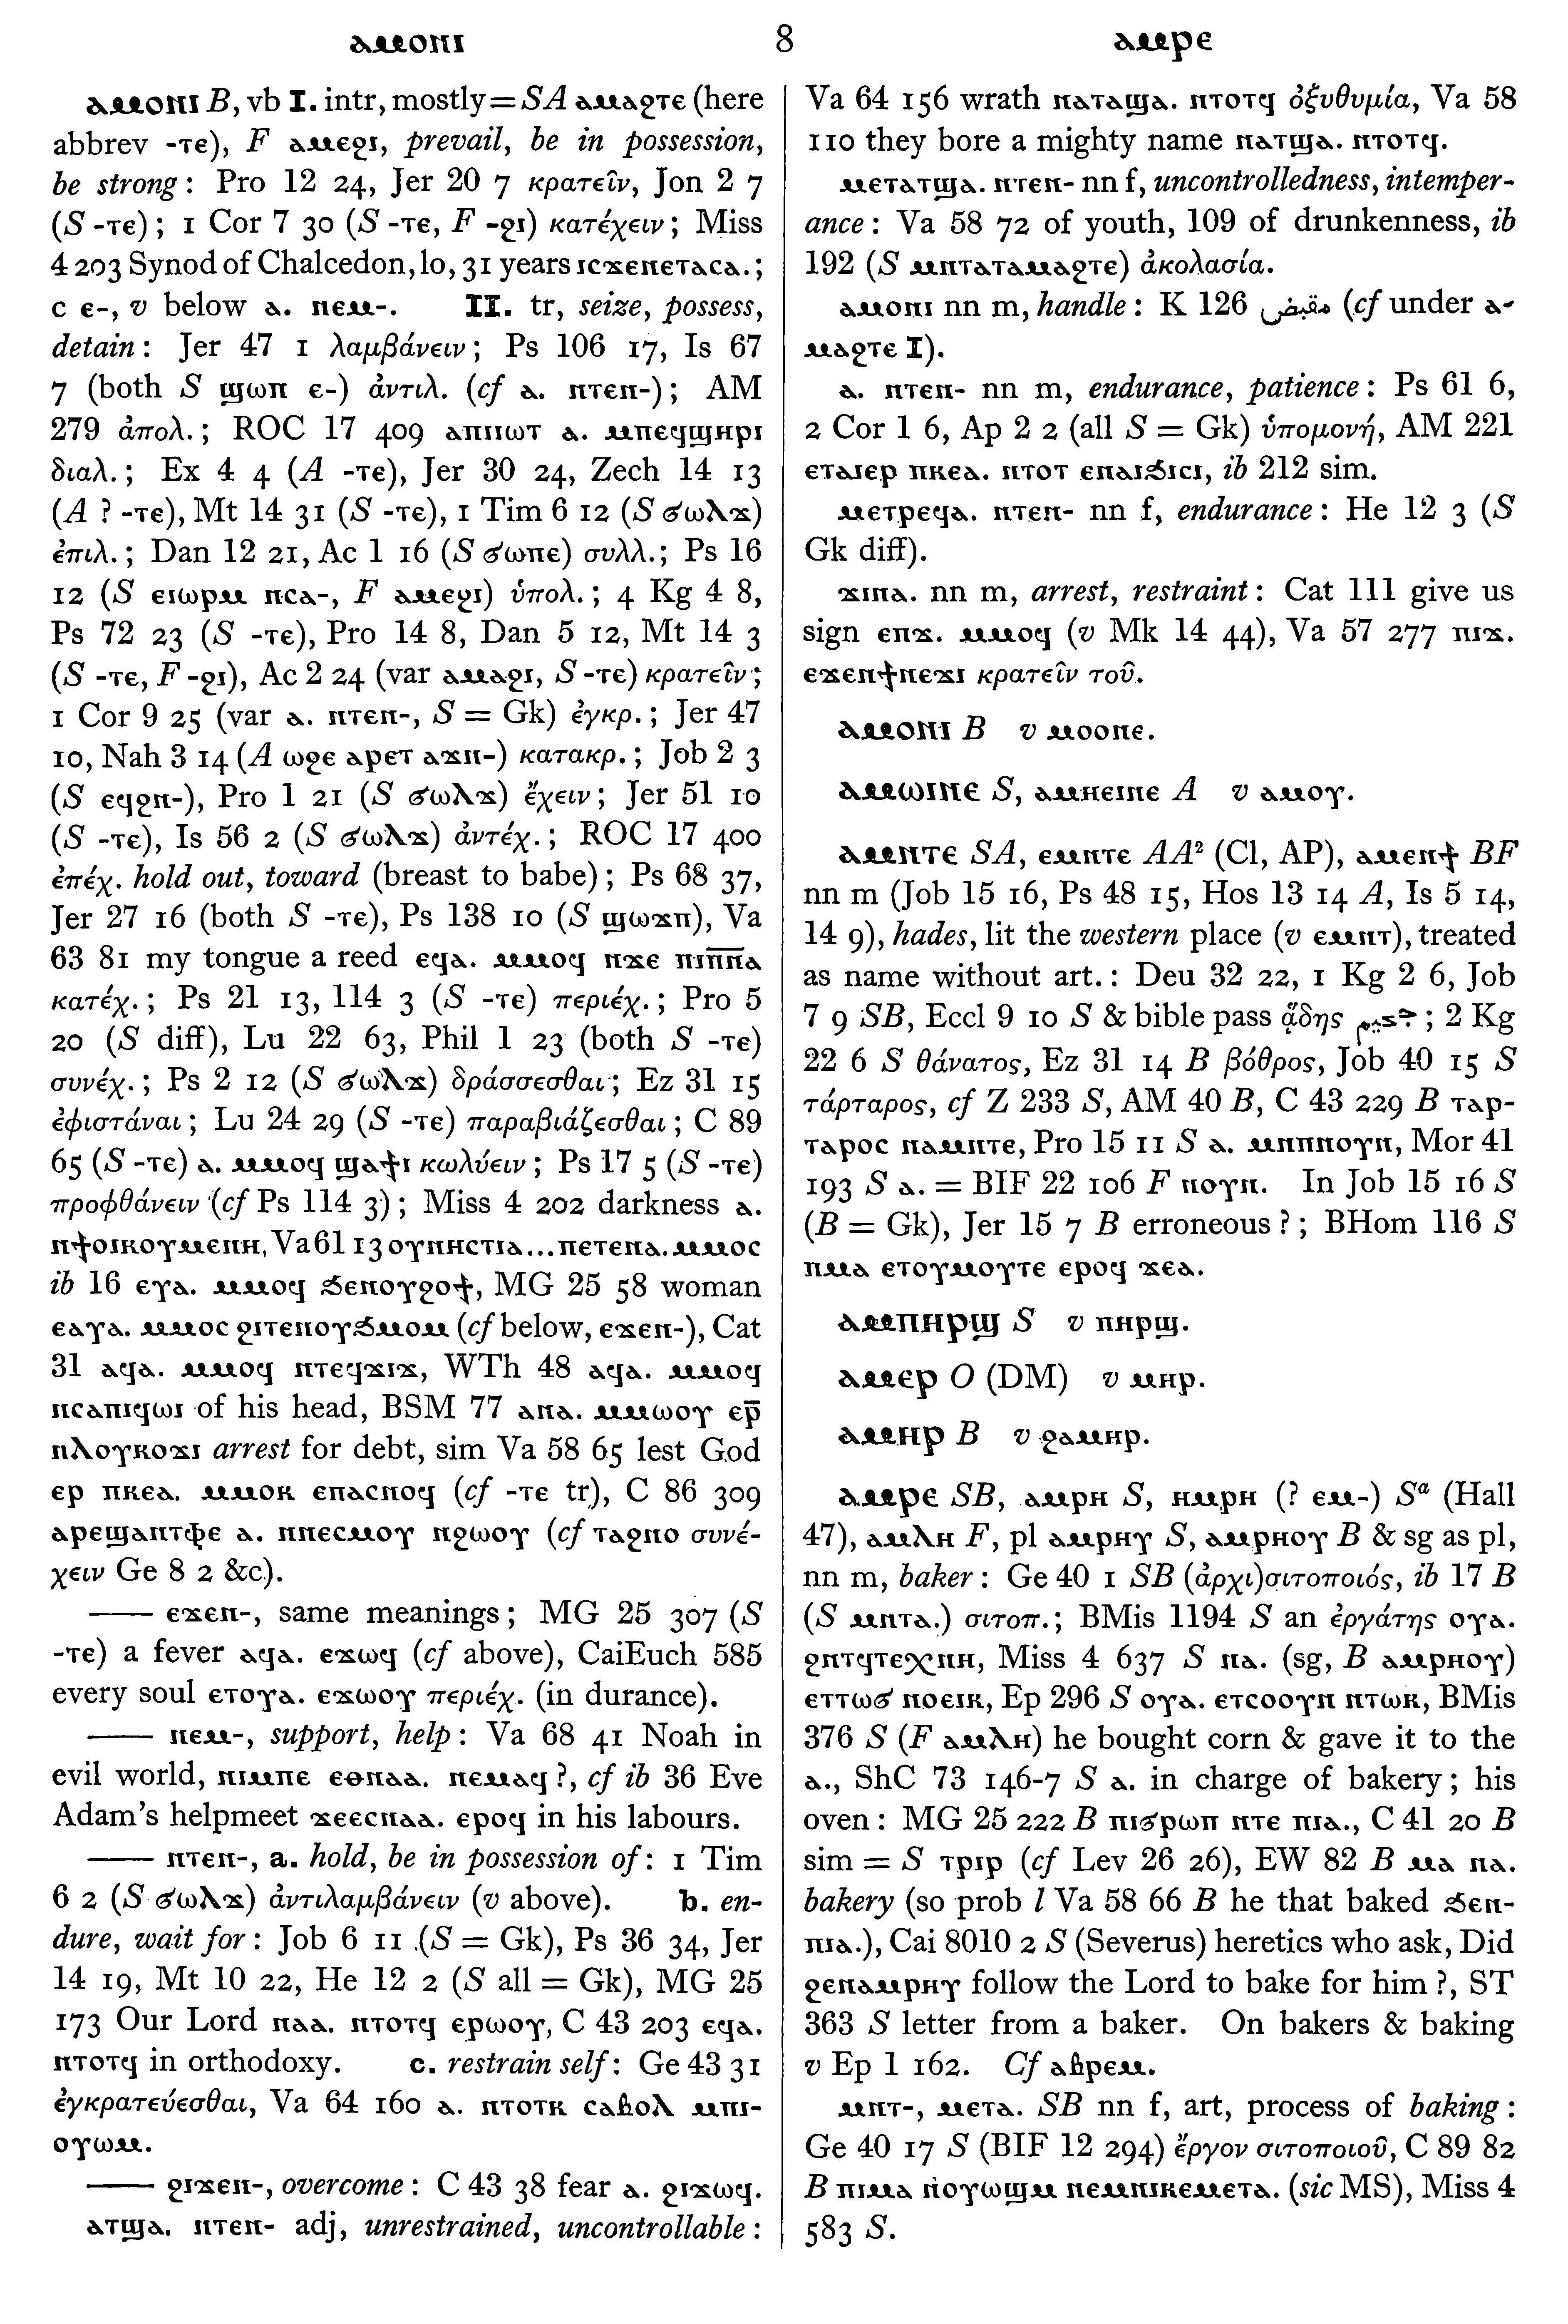 ⲁⲙⲟⲛⲓ 8 ⲁⲙⲣⲉ
ⲁⲙⲟⲛⲓ B, vb I. intr, mostly = SA ⲁⲙⲁϩⲧⲉ (here
abbrev -ⲧⲉ), F ⲁⲙⲉϩⲓ, prevail, be in possession,
be strong: Pro 12 24, Jer 20 7 κρατεῖν, Jon 2 7
(S -ⲧⲉ); 1 Cor 7 30 (S -ⲧⲉ, F -ϩⲓ) κατέχειν; Miss
4 203 Synod of Chalcedon, lo, 31 years ⲓⲥϫⲉⲛⲉⲧⲁⲥⲁ.;
c ⲉ-, v below ⲁ. ⲛⲉⲙ-. II. tr, seize, possess,
detain: Jer 47 1 λαμβάνειν; Ps 106 17, Is 67
7 (both S ϣⲱⲡ ⲉ-) ἀντιλ. (cf ⲁ. ⲛⲧⲉⲛ-); AM
279 ἀπολ.; ROC 17 409 ⲁⲡⲓⲓⲱⲧ ⲁ. ⲙⲡⲉϥϣⲏⲣⲓ
διαλ.; Ex 4 4 (A -ⲧⲉ), Jer 30 24, Zech 14 13
(A ? -ⲧⲉ), Mt 14 31 (S -ⲧⲉ), 1 Tim 6 12 (S ϭⲱⲗϫ)
ἐπιλ.; Dan 12 21, Ac 1 16 (S ϭⲱⲡⲉ) συλλ.; Ps 16
12 (S ⲉⲓⲱⲣⲙ ⲛⲥⲁ-, F ⲁⲙⲉϩⲓ) ὑπολ.; 4 Kg 4 8,
Ps 72 23 (S -ⲧⲉ), Pro 14 8, Dan 5 12, Mt 14 3
(S -ⲧⲉ, F -ϩⲓ), Ac 2 24 (var ⲁⲙⲁϩⲓ, S -ⲧⲉ) κρατεῖν;
1 Cor 9 25 (var ⲁ. ⲛⲧⲉⲛ-, S = Gk) ἐγκρ.; Jer 47
10, Nah 3 14 (A ⲱϩⲉ ⲁⲣⲉⲧ ⲁϫⲛ-) κατακρ.; Job 2 3
(S ⲉϥϩⲛ-), Pro 1 21 (S ϭⲱⲗϫ) ἔχειν; Jer 51 10
(S -ⲧⲉ), Is 56 2 (S ϭⲱⲗϫ) ἀντέχ.; ROC 17 400
ἐπέχ. hold out, toward (breast to babe); Ps 68 37,
Jer 27 16 (both S -ⲧⲉ), Ps 138 10 (S ϣⲱϫⲡ), Va
63 81 my tongue a reed ⲉϥⲁ. ⲙⲙⲟϥ ⲛϫⲉ ⲡⲓⲡ̅ⲛ̅ⲁ
κατέχ.; Ps 21 13, 114 3 (S -ⲧⲉ) περιέχ.; Pro 5
20 (S diff), Lu 22 63, Phil 1 23 (both S -ⲧⲉ)
συνέχ.; Ps 2 12 (S ϭⲱⲗϫ) δράσσεσθαι; Ez 31 15
ἐφιστάναι; Lu 24 29 (S -ⲧⲉ) παραβιάζεσθαι; C 89
65 (S -ⲧⲉ) ⲁ. ⲙⲙⲟϥ ϣⲁϯⲓ κωλύειν; Ps 17 5 (S -ⲧⲉ)
προφθάνειν (cf Ps 114 3); Miss 4 202 darkness ⲁ.
ⲛϯⲟⲓⲕⲟⲩⲙⲉⲛⲏ, Va 61 13 ⲟⲩⲛⲏⲥⲧⲓⲁ...ⲡⲉⲧⲉⲛⲁ. ⲙⲙⲟⲥ
ib 16 ⲉⲩⲁ. ⲙⲙⲟϥ ϧⲉⲛⲟⲩϩⲟϯ, MG 25 58 woman
ⲉⲁⲩⲁ. ⲙⲙⲟⲥ ϩⲓⲧⲉⲛⲟⲩϧⲙⲟⲙ (cf below, ⲉϫⲉⲛ-), Cat
31 ⲁϥⲁ. ⲙⲙⲟϥ ⲛⲧⲉϥϫⲓϫ, WTh 48 ⲁϥⲁ. ⲙⲙⲟϥ
ⲛⲥⲁⲡⲓϥⲱⲓ of his head, BSM 77 ⲁⲛⲁ. ⲙⲙⲱⲟⲩ ⲉⲣ̅
ⲛⲗⲟⲩⲕⲟϫⲓ arrest for debt, sim Va 58 65 lest God
ⲉⲣ ⲡⲕⲉⲁ. ⲙⲙⲟⲕ ⲉⲡⲁⲥⲛⲟϥ (cf -ⲧⲉ tr), C 86 309
ⲁⲣⲉϣⲁⲛⲧⲫⲉ ⲁ. ⲛⲛⲉⲥⲙⲟⲩ ⲛϩⲱⲟⲩ (cf ⲧⲁϩⲛⲟ συνέ-
χειν Ge 8 2 &c).
—— ⲉϫⲉⲛ-, same meanings; MG 25 307 (S
-ⲧⲉ) a fever ⲁϥⲁ. ⲉϫⲱϥ (cf above), CaiEuch 585
every soul ⲉⲧⲟⲩⲁ. ⲉϫⲱⲟⲩ περιέχ. (in durance).
—— ⲛⲉⲙ-, support, help: Va 68 41 Noah in
evil world, ⲛⲓⲙⲡⲉ ⲉⲑⲛⲁⲁ. ⲛⲉⲙⲁϥ ?, cf ib 36 Eve
Adam's helpmeet ϫⲉⲉⲥⲛⲁⲁ. ⲉⲣⲟϥ in his labours.
—— ⲛⲧⲉⲛ-, a. hold, be in possession of: 1 Tim
6 2 (S ϭⲱⲗϫ) ἀντιλαμβάνειν (v above). b. en-
dure, wait for: Job 6 11 (S = Gk), Ps 36 34, Jer
14 19, Mt 10 22, He 12 2 (S all = Gk), MG 25
173 Our Lord ⲛⲁⲁ. ⲛⲧⲟⲧϥ ⲉⲣⲱⲟⲩ, C 43 203 ⲉϥⲁ.
ⲛⲧⲟⲧϥ in orthodoxy. c. restrain self: Ge 43 31
ἐγκρατεύεσθαι, Va 64 160 ⲁ. ⲛⲧⲟⲧⲕ ⲥⲁⲃⲟⲗ ⲙⲡⲓ-
ⲟⲩⲱⲙ.
—— ϩⲓϫⲉⲛ-, overcome: C 43 38 fear ⲁ. ϩⲓϫⲱϥ.
ⲁⲧϣⲁ. ⲛⲧⲉⲛ- adj, unrestrained, uncontrollable:
Va 64 156 wrath ⲛⲁⲧⲁϣⲁ. ⲛⲧⲟⲧϥ ὀξυθυμία, Va 58
110 they bore a mighty name ⲛⲁⲧϣⲁ. ⲛⲧⲟⲧϥ.
ⲙⲉⲧⲁⲧϣⲁ. ⲛⲧⲉⲛ- nn f, uncontrolledness, intemper-
ance: Va 58 72 of youth, 109 of drunkenness, ib
192 (S ⲙⲛⲧⲁⲧⲁⲙⲁϩⲧⲉ) ἀκολασία.
ⲁⲙⲟⲛⲓ nn m, handle: K 126 مقبض (cf under ⲁ-
ⲙⲁϩⲧⲉ I).
ⲁ. ⲛⲧⲉⲛ- nn m, endurance, patience: Ps 61 6,
2 Cor 1 6, Ap 2 2 (all S = Gk) ὑπομονή, AM 221
ⲉⲧⲁⲓⲉⲣ ⲡⲕⲉⲁ. ⲛⲧⲟⲧ ⲉⲛⲁⲓϧⲓⲥⲓ, ib 212 sim.
ⲙⲉⲧⲣⲉϥⲁ. ⲛⲧⲉⲛ- nn f, endurance: He 12 3 (S
Gk diff).
ϫⲓⲛⲁ. nn m, arrest, restraint: Cat 111 give us
sign ⲉⲡϫ. ⲙⲙⲟϥ (v Mk 14 44), Va 57 277 ⲡⲓϫ.
ⲉϫⲉⲛϯⲛⲉϫⲓ κρατεῖν τοῦ.
ⲁⲙⲟⲛⲓ B v ⲙⲟⲟⲛⲉ.
ⲁⲙⲱⲓⲛⲉ S, ⲁⲙⲏⲉⲓⲛⲉ A v ⲁⲙⲟⲩ.
ⲁⲙⲛⲧⲉ SA, ⲉⲙⲛⲧⲉ AA² (Cl, AP), ⲁⲙⲉⲛϯ BF
nn m (Job 15 16, Ps 48 15, Hos 13 14 A, Is 5 14,
14 9), hades, lit the western place (v ⲉⲙⲛⲧ), treated
as name without art.: Deu 32 22, 1 Kg 2 6, Job
7 9 SB, Eccl 9 10 S & bible pass ᾅδης جحيم; 2 Kg
22 6 S θάνατος, Ez 31 14 B βόθρος, Job 40 15 S
τάρταρος, cf Z 233 S, AM 40 B, C 43 229 B ⲧⲁⲣ-
ⲧⲁⲣⲟⲥ ⲛⲁⲙⲛⲧⲉ, Pro 15 11 S ⲁ. ⲙⲛⲡⲛⲟⲩⲛ, Mor 41
193 S ⲁ. = BIF 22 106 F ⲛⲟⲩⲛ. In Job 15 16 S
(B = Gk), Jer 15 7 B erroneous ?; BHom 116 S
ⲡⲙⲁ ⲉⲧⲟⲩⲙⲟⲩⲧⲉ ⲉⲣⲟϥ ϫⲉⲁ.
ⲁⲙⲡⲏⲣϣ S v ⲡⲏⲣϣ.
ⲁⲙⲉⲣ O (DM) v ⲙⲏⲣ.
ⲁⲙⲏⲣ B v ϩⲁⲙⲏⲣ.
ⲁⲙⲣⲉ SB, ⲁⲙⲣⲏ S, ⲏⲙⲣⲏ (? ⲉⲙ-) Sᵃ (Hall
47), ⲁⲙⲗⲏ F, pl ⲁⲙⲣⲏⲩ S, ⲁⲙⲣⲏⲟⲩ B & sg as pl,
nn m, baker: Ge 40 1 SB (ἀρχι)σιτοποιός, ib 17 B
(S ⲙⲛⲧⲁ.) σιτοπ.; BMis 1194 S an ἐργάτης ⲟⲩⲁ.
ϩⲛⲧϥⲧⲉⲭⲛⲏ, Miss 4 637 S ⲛⲁ. (sg, B ⲁⲙⲣⲏⲟⲩ)
ⲉⲧⲧⲱϭ ⲛⲟⲉⲓⲕ, Ep 296 S ⲟⲩⲁ. ⲉⲧⲥⲟⲟⲩⲛ ⲛⲧⲱⲕ, BMis
376 S (F ⲁⲙⲗⲏ) he bought corn & gave it to the
ⲁ., ShC 73 146-7 S ⲁ. in charge of bakery; his
oven: MG 25 222 B ⲡⲓϭⲣⲱⲡ ⲛⲧⲉ ⲡⲓⲁ., C 41 20 B
sim = S ⲧⲣⲓⲣ (cf Lev 26 26), EW 82 B ⲙⲁ ⲛⲁ.
bakery (so prob l Va 58 66 B he that baked ϧⲉⲛ-
ⲡⲓⲁ.), Cai 8010 2 S (Severus) heretics who ask, Did
ϩⲉⲛⲁⲙⲣⲏⲩ follow the Lord to bake for him ?, ST
363 S letter from a baker. On bakers & baking
v Ep 1 162. Cf ⲁⲃⲣⲉⲙ.
ⲙⲛⲧ-, ⲙⲉⲧⲁ. SB nn f, art, process of baking:
Ge 40 17 S (BIF 12 294) ἔργον σιτοποιοῦ, C 89 82
B ⲡⲓⲙⲁ ⲛ̀ⲟⲩⲱϣⲙ ⲛⲉⲙⲡⲓⲕⲉⲙⲉⲧⲁ. (sic MS), Miss 4
583 S.